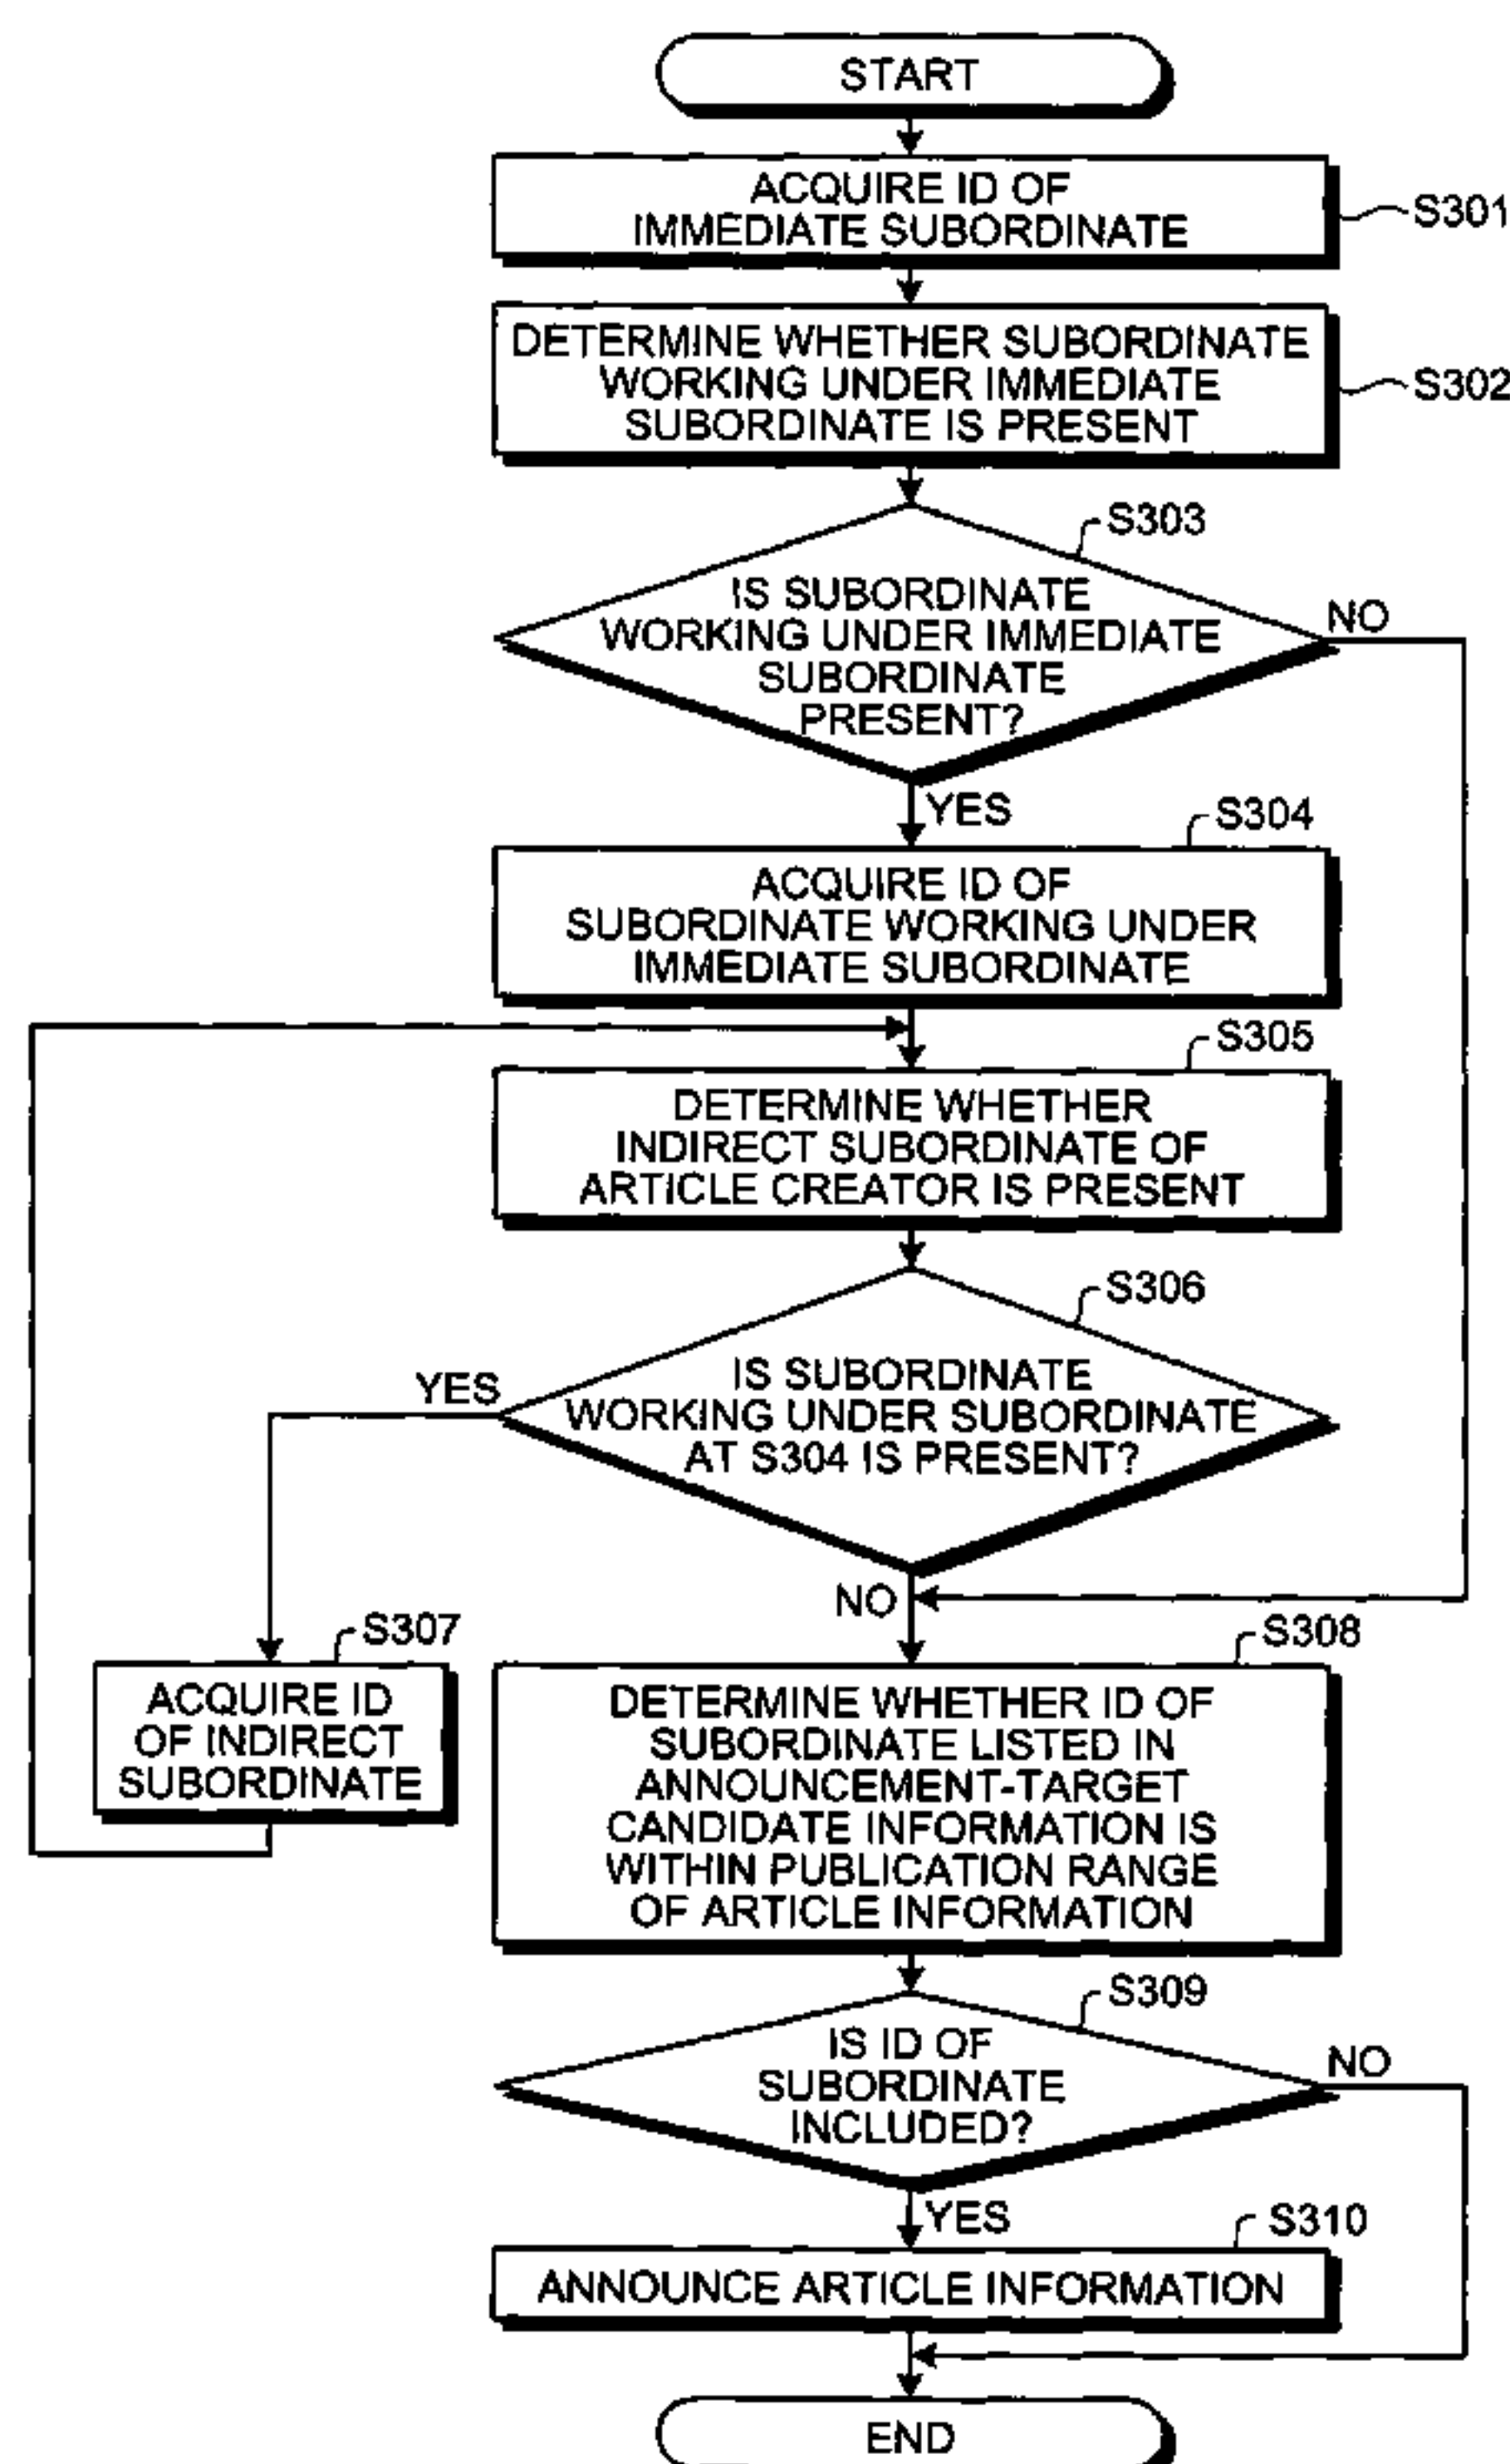 START
ACQUIRE ID OF
IMMEDIATE SUBORDINATE
S301
DETERMINE WHETHER SUBORDINATE
WORKING UNDER IMMEDIATE
SUBORDINATE IS PRESENT
S302
S303
IS SUBORDINATE
WORKING UNDER IMMEDIATE
SUBORDINATE
PRESENT?
NO
YES
S304
ACQUIRE ID OF
SUBORDINATE WORKING UNDER
IMMEDIATE SUBORDINATE
S305
DETERMINE WHETHER
INDIRECT SUBORDINATE OF
ARTICLE CREATOR IS PRESENT
S306
IS SUBORDINATE
WORKING UNDER SUBORDINATE
AT S304 IS PRESENT?
YES
NO
S307
ACQUIRE ID
OF INDIRECT
SUBORDINATE
S308
DETERMINE WHETHER ID OF
SUBORDINATE LISTED IN
ANNOUNCEMENT-TARGET
CANDIDATE INFORMATION IS
WITHIN PUBLICATION RANGE
OF ARTICLE INFORMATION
S309
IS ID OF
SUBORDINATE
INCLUDED?
NO
YES
S310
ANNOUNCE ARTICLE INFORMATION
END